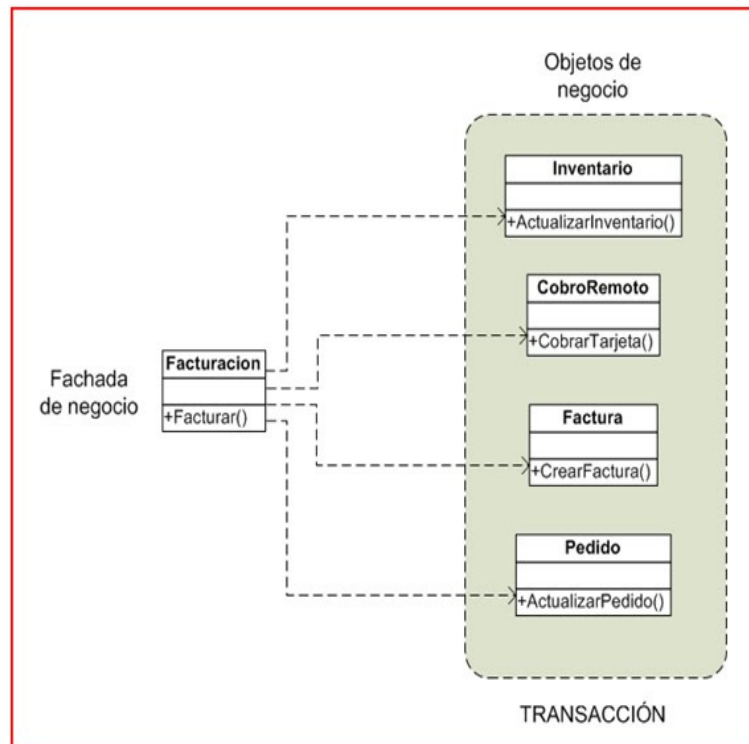 Objetos de
negocio
Inventario
+ActualizarInventario()
CobroRemoto
+CobrarTarjeta()
Fachada
de negocio
Facturacion
+Facturar()
Factura
+CrearFactura()
Pedido
+ActualizarPedido()
TRANSACCIÓN